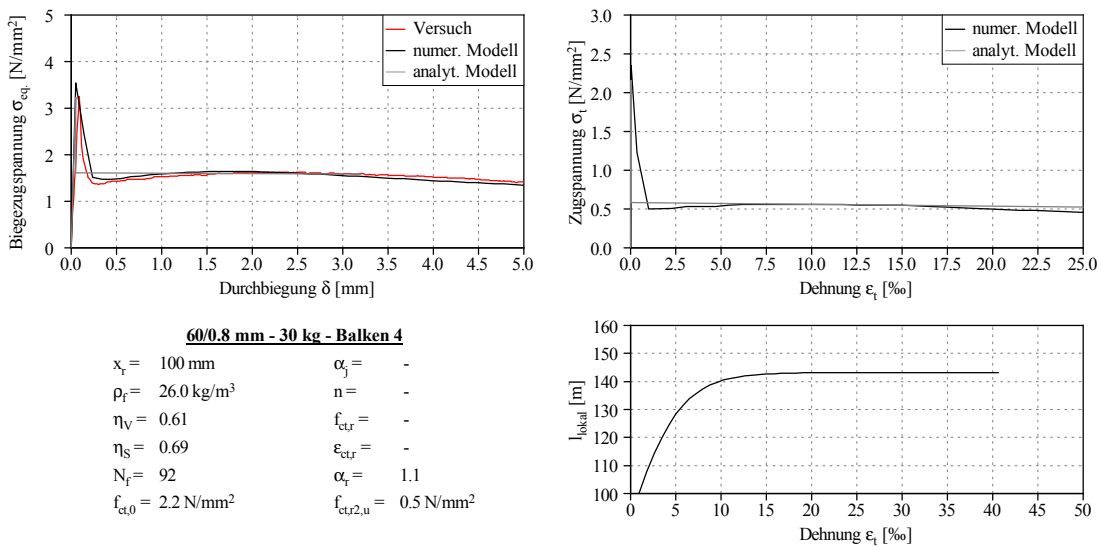 Biegezugspannung σeq. [N/mm²]
5
4
3
2
1
0
Versuch
numer. Modell
analyt. Modell
0.0 0.5 1.0 1.5 2.0 2.5 3.0 3.5 4.0 4.5 5.0
Durchbiegung δ [mm]
Zugspannung σt [N/mm²]
3.0
2.5
2.0
1.5
1.0
0.5
0.0
numer. Modell
analyt. Modell
0.0 2.5 5.0 7.5 10.0 12.5 15.0 17.5 20.0 22.5 25.0
Dehnung εt [‰]
60/0.8 mm - 30 kg - Balken 4
xr = 100 mm αj = -
ρf = 26.0 kg/m³ n = -
ηV = 0.61 fct,r = -
ηS = 0.69 εct,r = -
Nf = 92 αr = 1.1
fct,0 = 2.2 N/mm² fct,r2,u = 0.5 N/mm²
llokal [m]
160
150
140
130
120
110
100
0 5 10 15 20 25 30 35 40 45 50
Dehnung εt [‰]